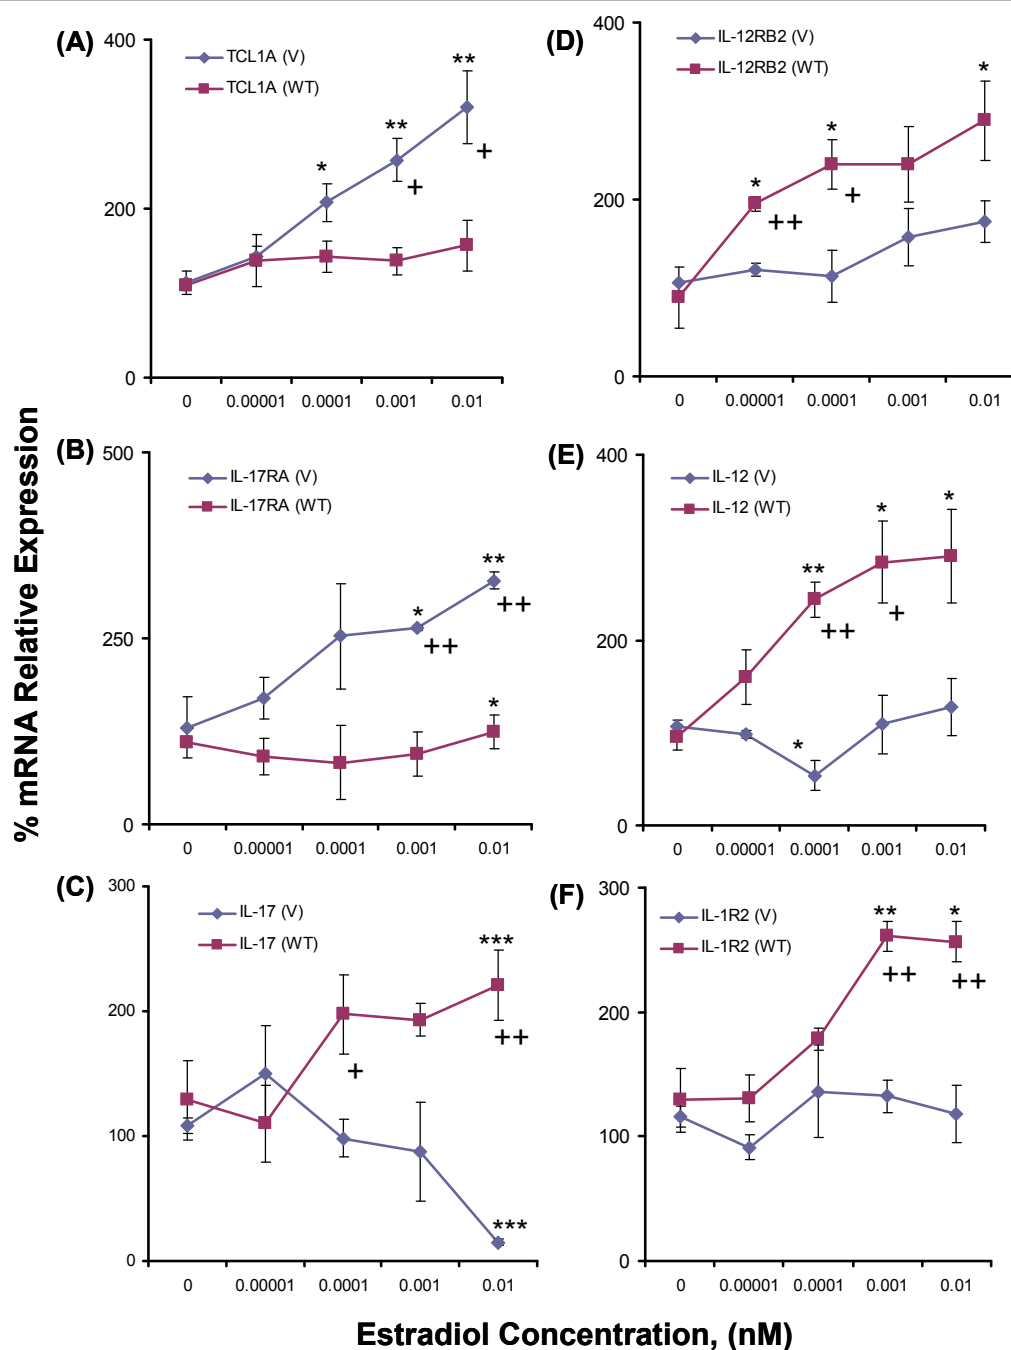 % mRNA Relative Expression
(A)
TCL1A (V)
TCL1A (WT)
400
200
0
* ** **
+ +
0 0.00001 0.0001 0.001 0.01
(B)
IL-17RA (V)
IL-17RA (WT)
500
250
0
* **
++ ++
*
0 0.00001 0.0001 0.001 0.01
(C)
IL-17 (V)
IL-17 (WT)
300
200
100
0
***
+ ++
***
0 0.00001 0.0001 0.001 0.01
(D)
IL-12RB2 (V)
IL-12RB2 (WT)
400
200
0
* * *
++ +
0 0.00001 0.0001 0.001 0.01
(E)
IL-12 (V)
IL-12 (WT)
400
200
0
** * *
++ +
*
0 0.00001 0.0001 0.001 0.01
(F)
IL-1R2 (V)
IL-1R2 (WT)
300
200
100
0
** *
++ ++
0 0.00001 0.0001 0.001 0.01
Estradiol Concentration, (nM)